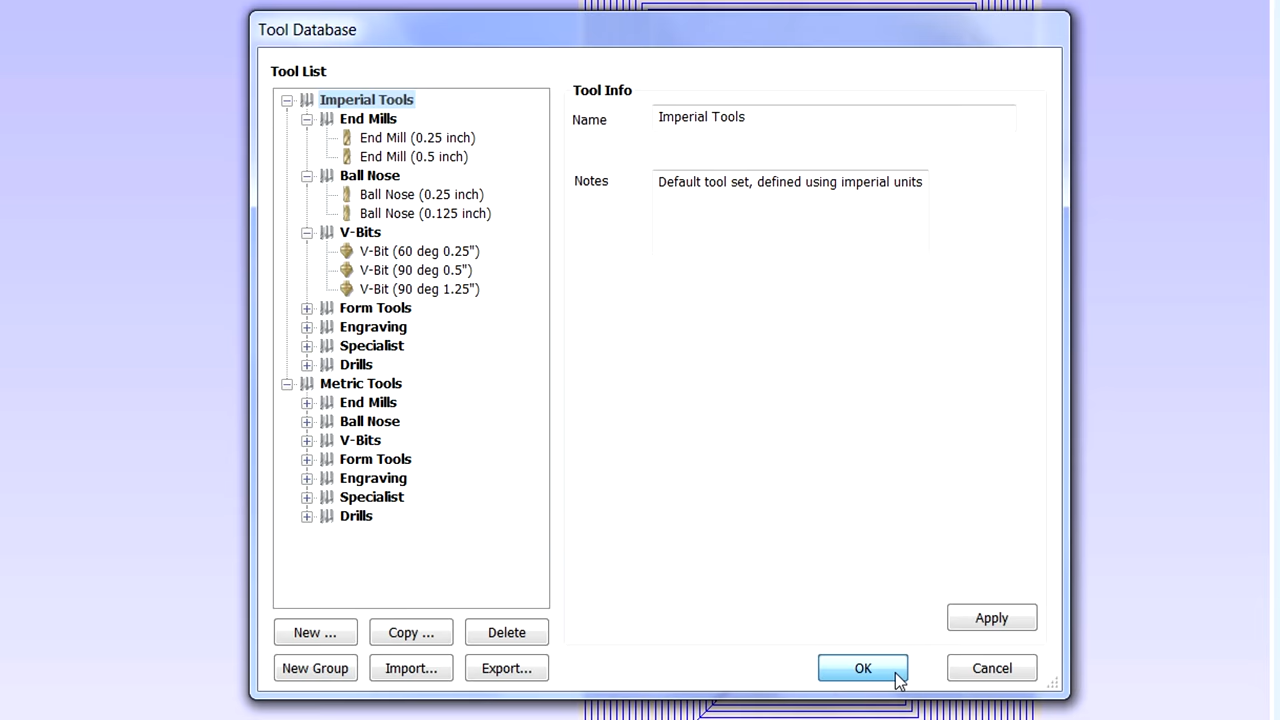 Tool Database
Tool List
Imperial Tools
End Mills
End Mill (0.25 inch)
End Mill (0.5 inch)
Ball Nose
Ball Nose (0.25 inch)
Ball Nose (0.125 inch)
V-Bits
V-Bit (60 deg 0.25")
V-Bit (90 deg 0.5")
V-Bit (90 deg 1.25")
Form Tools
Engraving
Specialist
Drills
Metric Tools
End Mills
Ball Nose
V-Bits
Form Tools
Engraving
Specialist
Drills
New ... Copy ... Delete
New Group Import... Export...
Tool Info
Name Imperial Tools
Notes Default tool set, defined using imperial units
Apply
OK Cancel